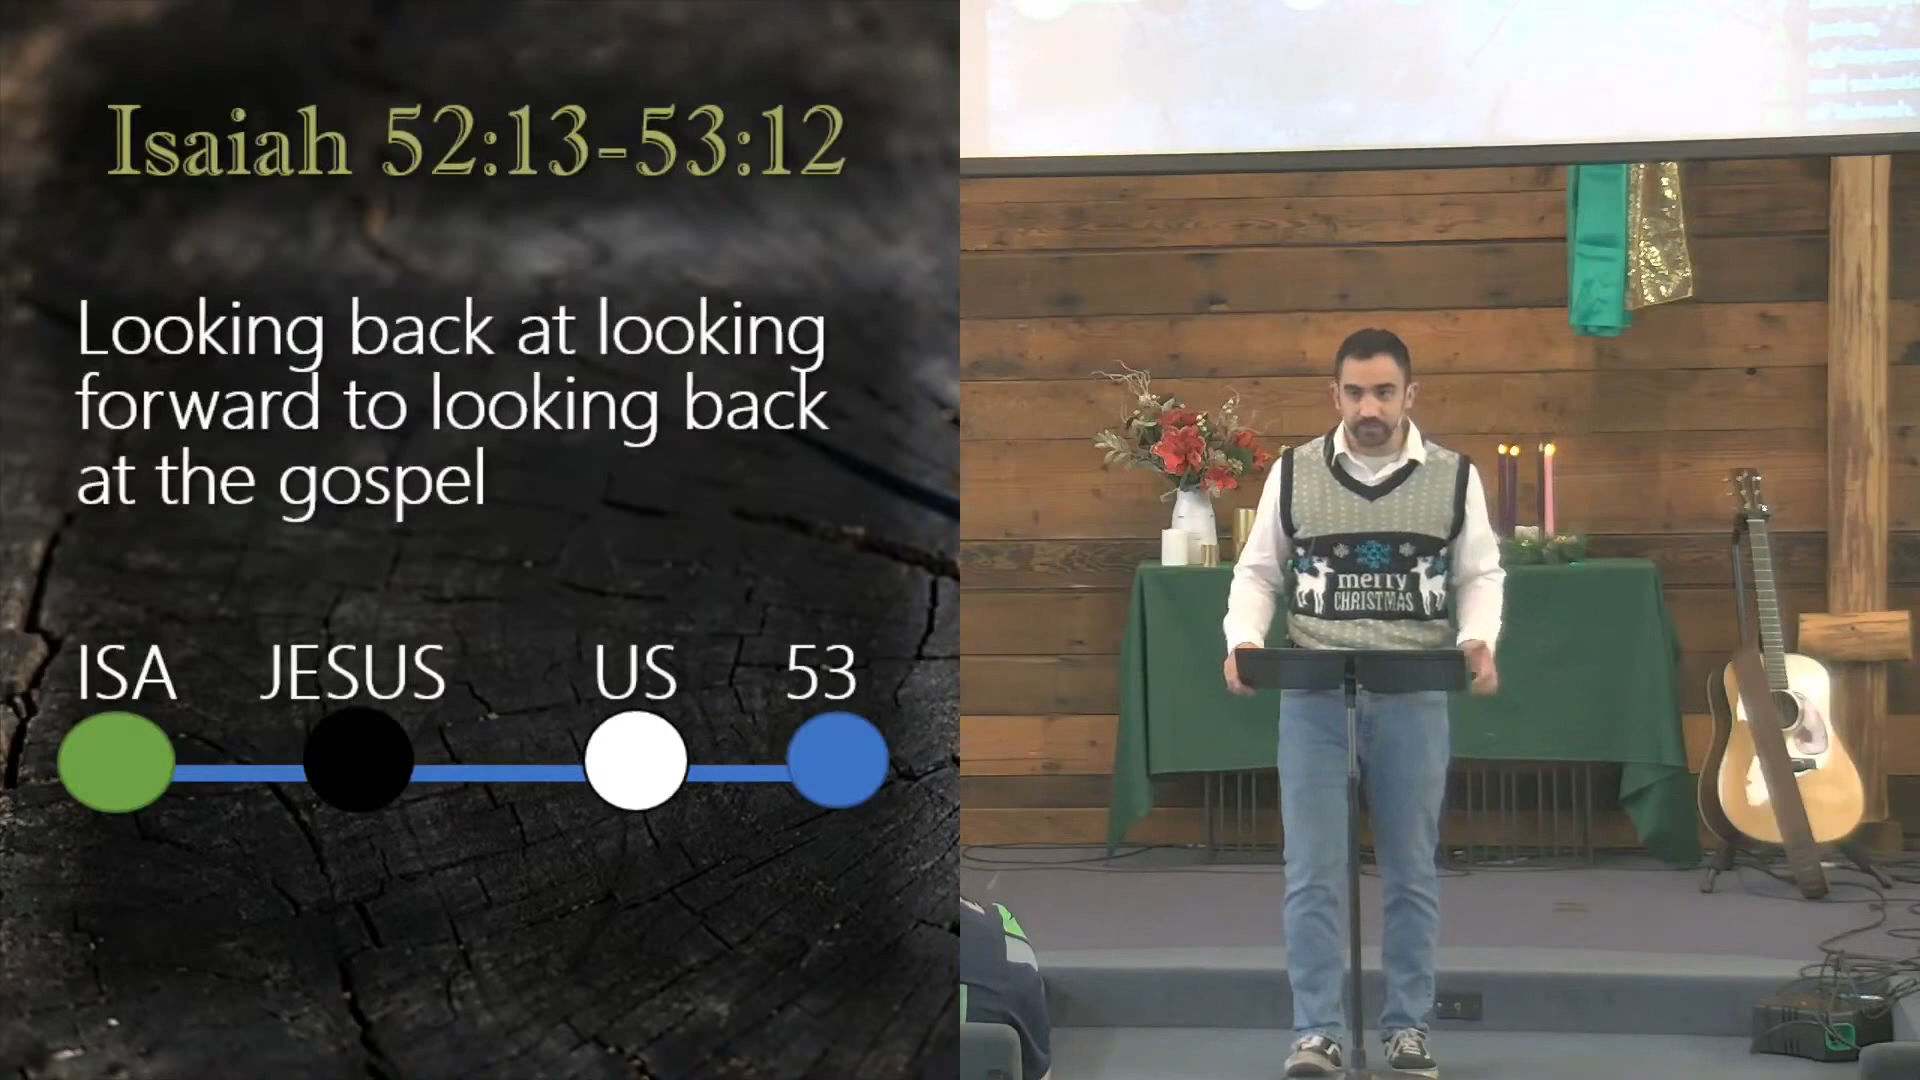 Isaiah 52:13-53:12
Looking back at looking
forward to looking back
at the gospel
ISA JESUS US 53
merry
CHRISTMAS